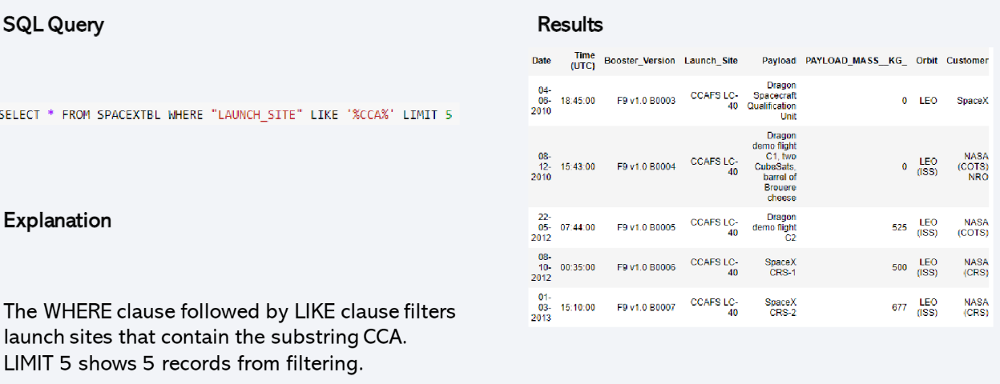 SQL Query
SELECT * FROM SPACEXTBL WHERE "LAUNCH_SITE" LIKE '%CCA%' LIMIT 5
Explanation
The WHERE clause followed by LIKE clause filters
launch sites that contain the substring CCA.
LIMIT 5 shows 5 records from filtering.
Results
Date Time (UTC) Booster_Version Launch_Site Payload PAYLOAD_MASS__KG_ Orbit Customer
04-06-2010 18:45:00 F9 v1.0 B0003 CCAFS LC-40 Dragon Spacecraft Qualification Unit 0 LEO SpaceX
08-12-2010 15:43:00 F9 v1.0 B0004 CCAFS LC-40 Dragon demo flight C1, two CubeSats, barrel of Brouere cheese 0 LEO (ISS) NASA (COTS) NRO
22-05-2012 07:44:00 F9 v1.0 B0005 CCAFS LC-40 Dragon demo flight C2 525 LEO (ISS) NASA (COTS)
08-10-2012 00:35:00 F9 v1.0 B0006 CCAFS LC-40 SpaceX CRS-1 500 LEO (ISS) NASA (CRS)
01-03-2013 15:10:00 F9 v1.0 B0007 CCAFS LC-40 SpaceX CRS-2 677 LEO (ISS) NASA (CRS)